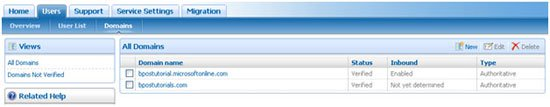 Home Users Support Service Settings Migration
Overview User List Domains
Views
All Domains
Domains Not Verified
Related Help
All Domains New Edit Delete
Domain name Status Inbound Type
bpostutorial.microsoftonline.com Verified Enabled Authoritative
bpostutorials.com Verified Not yet determined Authoritative